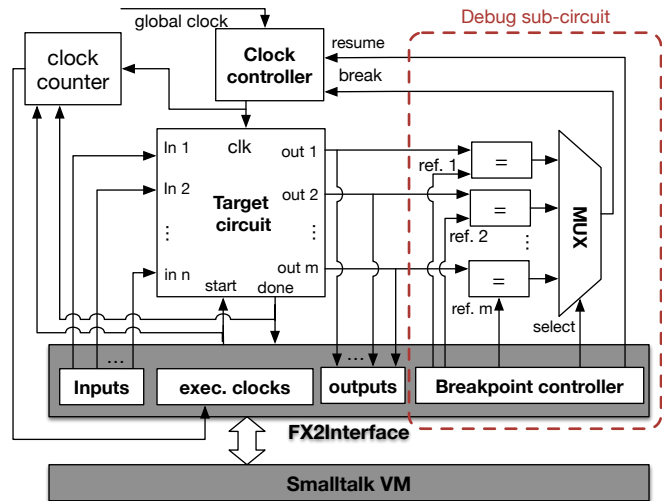 Debug sub-circuit
global clock
clock
counter
Clock
controller
resume
break
In 1
clk
out 1
ref. 1
=
In 2
Target
circuit
out 2
=
ref. 2
MUX
⋮
⋮
⋮
in n
out m
=
start
done
ref. m
select
...
...
Inputs
exec. clocks
outputs
Breakpoint controller
FX2Interface
Smalltalk VM